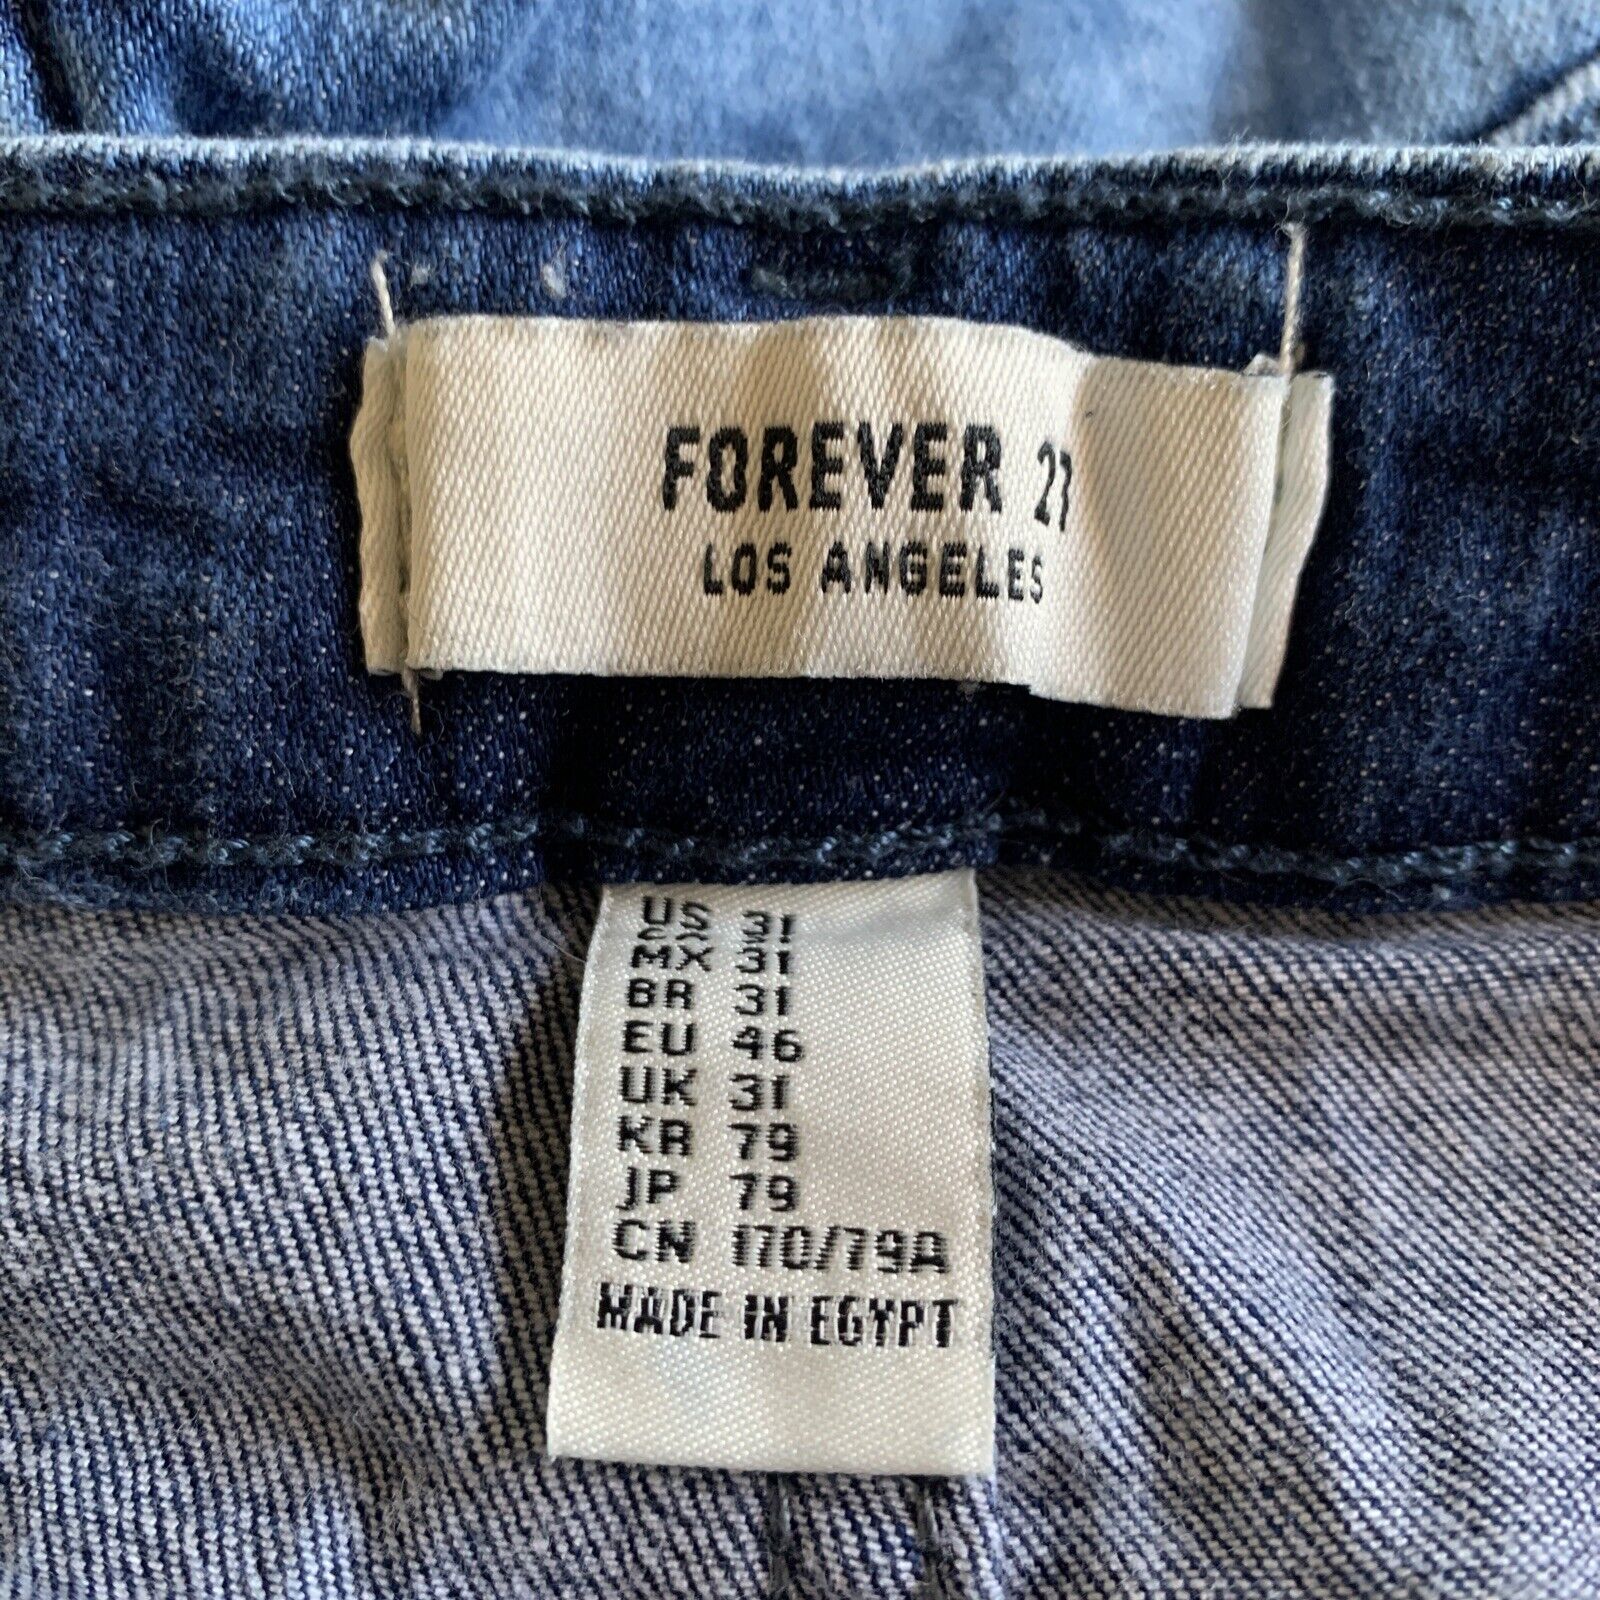 FOREVER 21
LOS ANGELES
US 31
MX 31
BR 31
EU 46
UK 31
KR 79
JP 79
CN 170/79A
MADE IN EGYPT